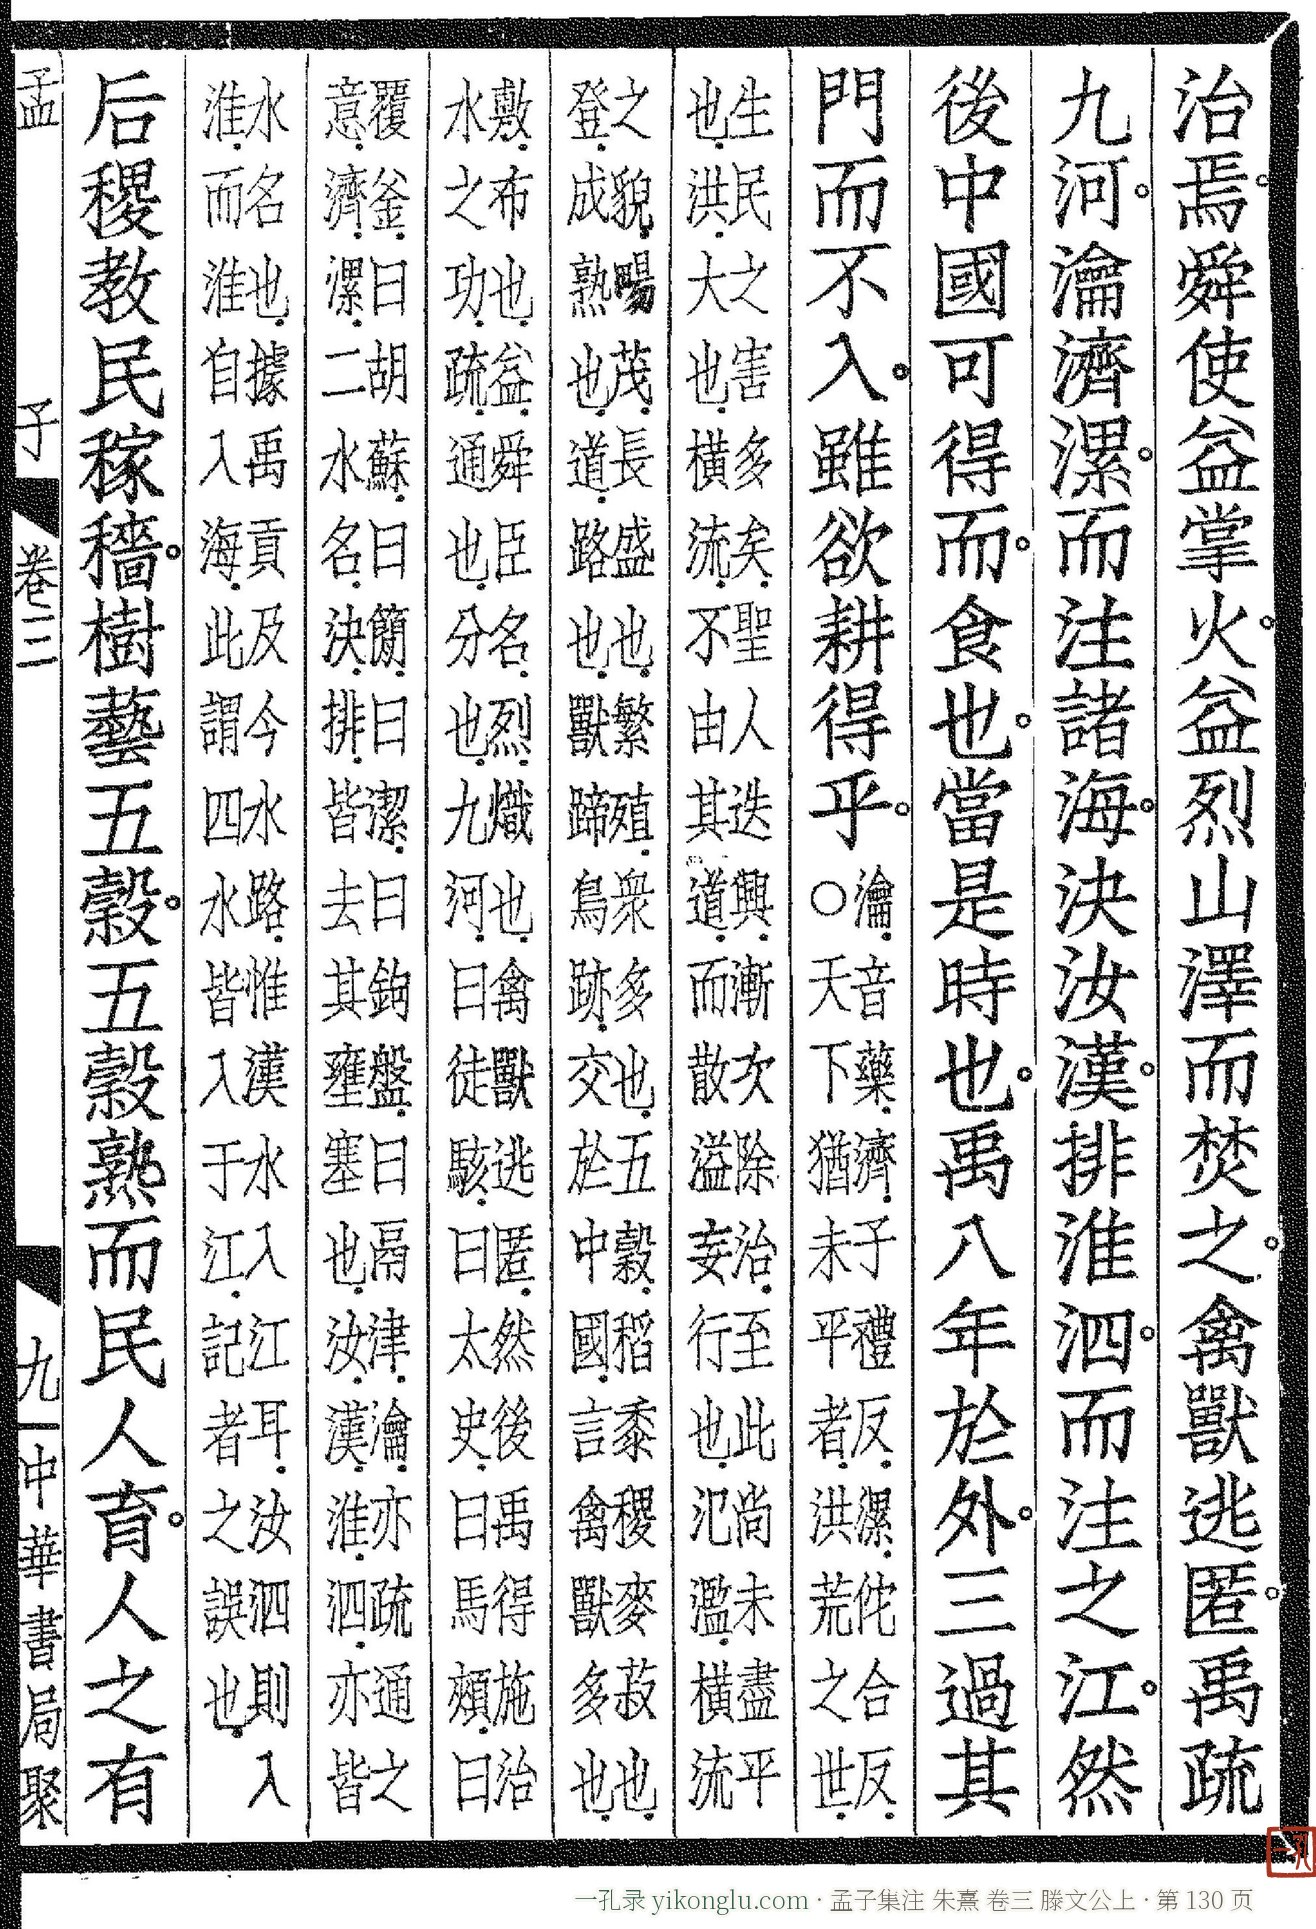 治焉舜使益掌火益烈山澤而焚之禽獸逃匿禹疏
九河瀹濟漯而注諸海決汝漢排淮泗而注之江然
後中國可得而食也當是時也禹八年於外三過其
門而不入雖欲耕得乎
瀹音藥濟子禮反漯佗合反
○天下猶未平者洪荒之世
生民之害多矣聖人迭興漸次除治至此尚未盡平
也洪大也橫流不由其道而散溢妄行也氾濫橫流
之貌暢茂長盛也繁殖衆多也五穀稻黍稷麥菽也
登成熟也道路也獸蹄鳥跡交於中國言禽獸多也
敷布也益舜臣名烈熾也禽獸逃匿然後禹得施治
水之功疏通也分也九河曰徒駭曰太史曰馬頰曰
覆釜曰胡蘇曰簡曰潔曰鉤盤曰鬲津瀹亦疏通之
意濟漯二水名決排皆去其壅塞也汝漢淮泗亦皆
水名也據禹貢及今水路惟漢水入江耳汝泗則入
淮而淮自入海此謂四水皆入于江記者之誤也
后稷教民稼穡樹藝五穀五穀熟而民人育人之有
孟子 卷三 九 中華書局聚
一孔录 yikonglu.com · 孟子集注 朱熹 卷三 滕文公上 · 第 130 页